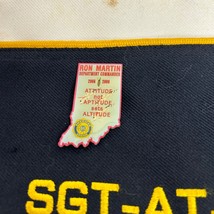 RON MARTIN
DEPARTMENT COMMANDER
ATTITUDE
not
APTITUDE
sets
ALTITUDE
SGT-AT